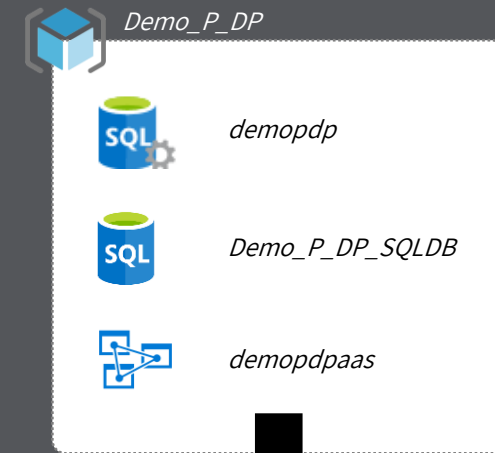 Demo_P_DP
SQL
demopdp
SQL
Demo_P_DP_SQLDB
demopdpaas